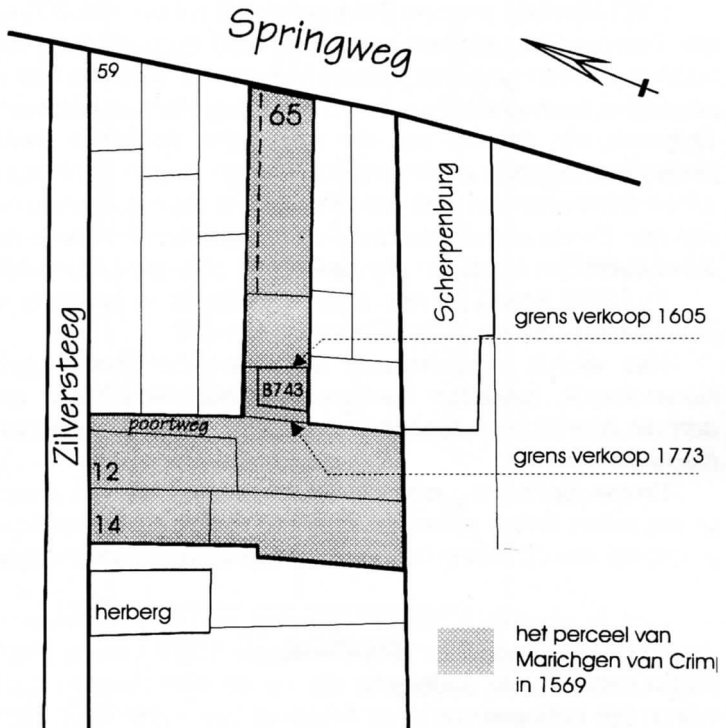 Springweg
59
65
Scherpenburg
Zilversteeg
grens verkoop 1605
B743
poortweg
grens verkoop 1773
12
14
herberg
het perceel van
Marichgen van Crimp
in 1569